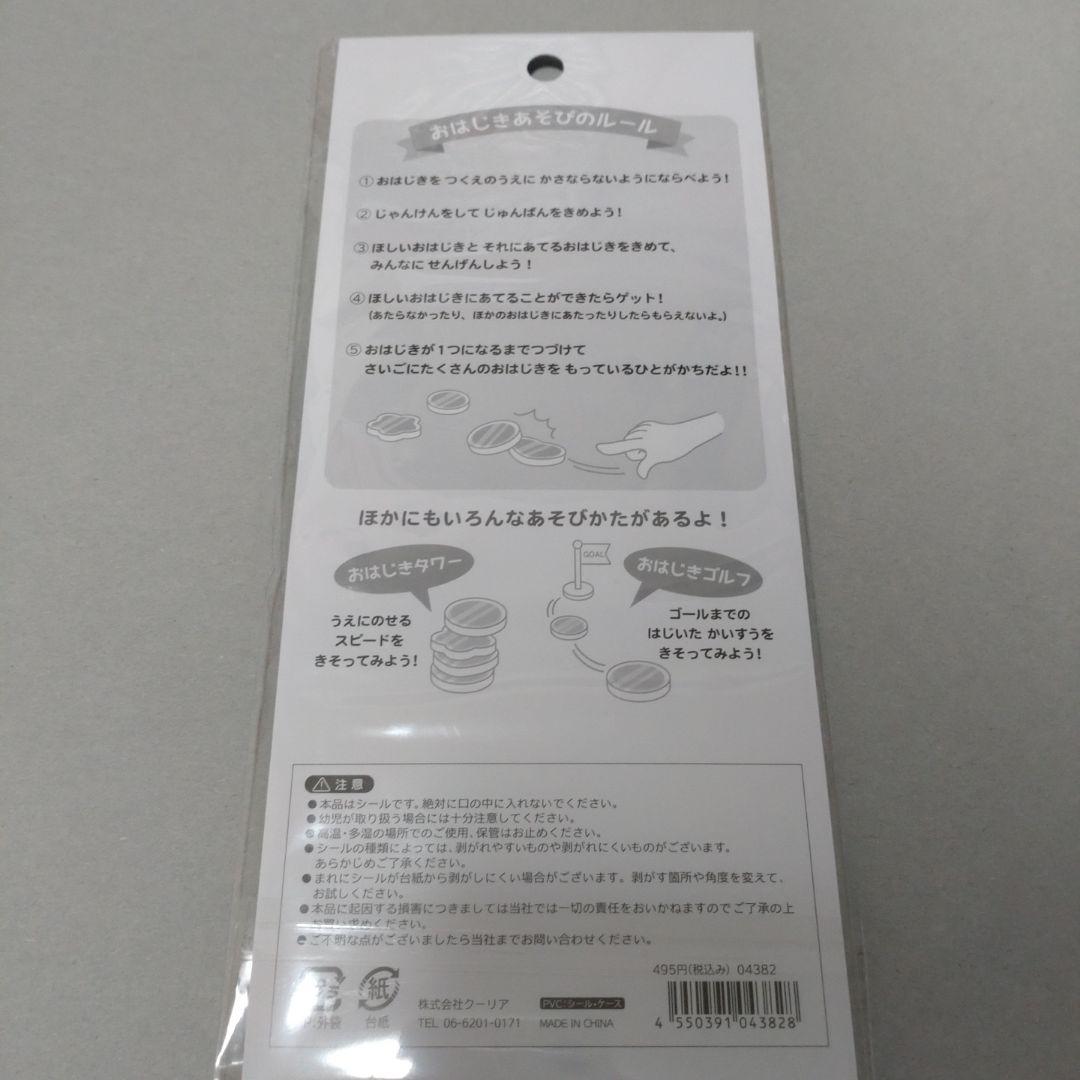 おはじきあそびのルール
① おはじきを つくえのうえに かさならないようにならべよう！
② じゃんけんをして じゅんばんをきめよう！
③ ほしいおはじきと それにあてるおはじきをきめて、
みんなに せんげんしよう！
④ ほしいおはじきにあてることができたらゲット！
(あたらなかったり、ほかのおはじきにあたったりしたらもらえないよ。)
⑤ おはじきが1つになるまでつづけて
さいごにたくさんのおはじきを もっているひとがかちだよ！！
ほかにもいろんなあそびかたがあるよ！
おはじきタワー
うえにのせる
スピードを
きそってみよう！
GOAL
おはじきゴルフ
ゴールまでの
はじいた かいすうを
きそってみよう！
注意
●本品はシールです。絶対に口の中に入れないでください。
●幼児が取り扱う場合には十分注意してください。
●高温・多湿の場所でのご使用、保管はお止めください。
●シールの種類によっては、剥がれやすいものや剥がれにくいものがございます。
あらかじめご了承ください。
●まれにシールが台紙から剥がしにくい場合がございます。剥がす箇所や角度を変えて、
お試しください。
●本品に起因する損害につきましては当社では一切の責任をおいかねますのでご了承の上
お買い求めください。
●ご不明な点がございましたら当社までお問い合わせください。
外袋
紙
台紙
株式会社クーリア
TEL 06-6201-0171
PVC：シール・ケース
MADE IN CHINA
495円(税込み) 04382
4 550391 043828